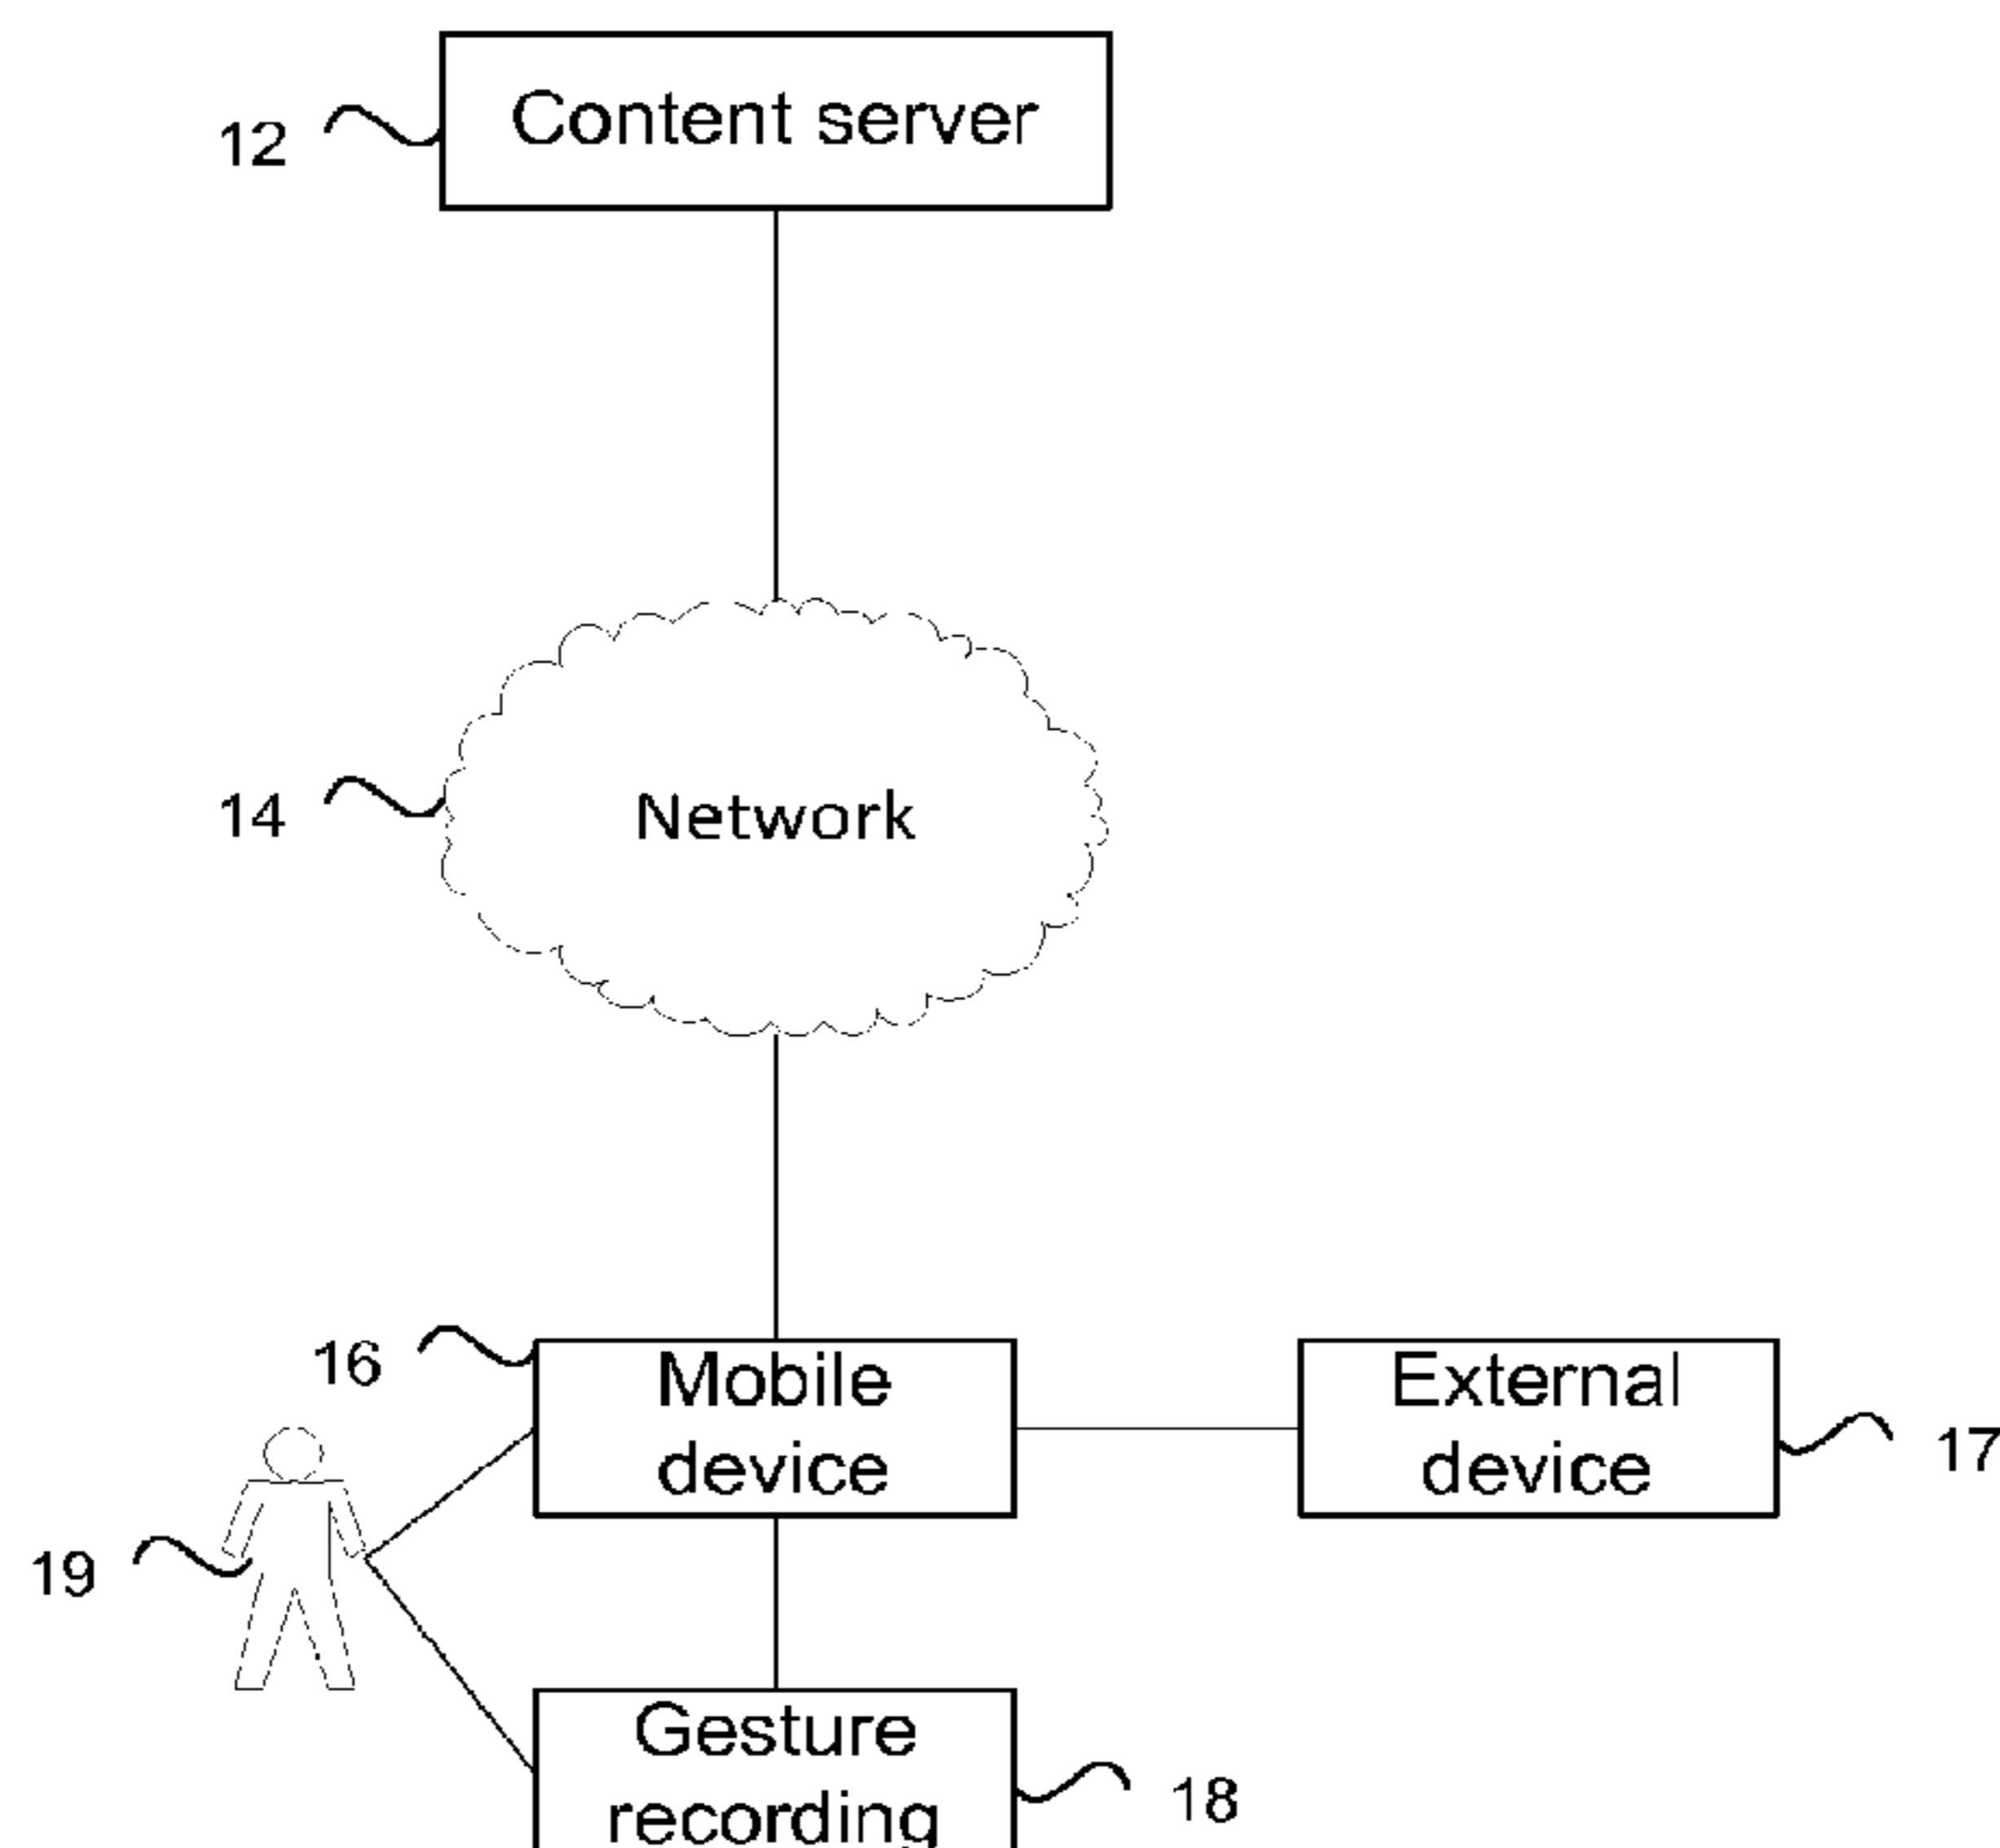 Content server
12
Network
14
16
Mobile
device
External
device
17
19
Gesture
recording
18